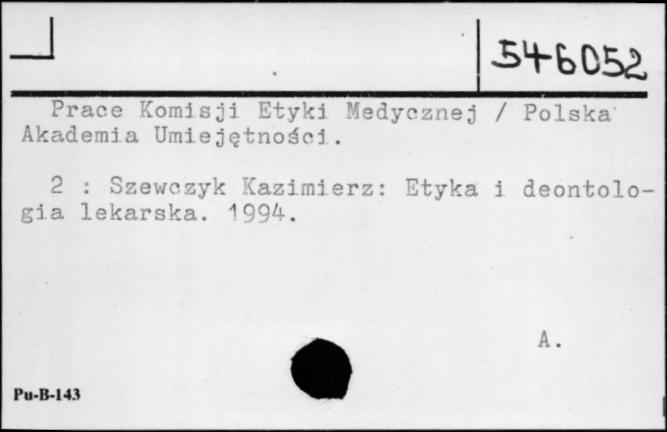 546052
Prace Komisji Etyki Medycznej / Polska
Akademia Umiejętności.
2 : Szewczyk Kazimierz: Etyka i deontolo-
gia lekarska. 1994.
A.
Pu-B-143